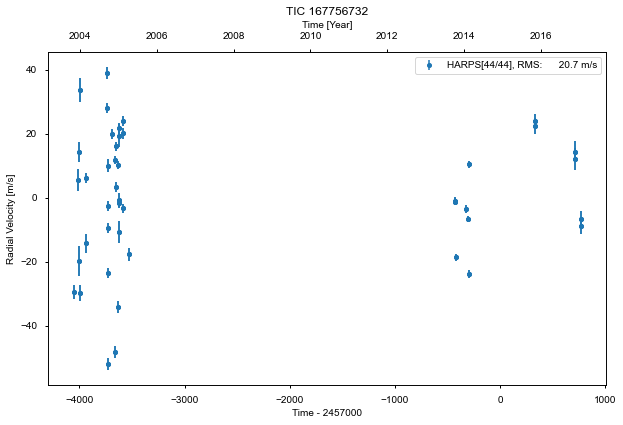 TIC 167756732
Time [Year]
2004 2006 2008 2010 2012 2014 2016
HARPS[44/44], RMS: 20.7 m/s
Radial Velocity [m/s]
40
20
0
−20
−40
−4000 −3000 −2000 −1000 0 1000
Time - 2457000